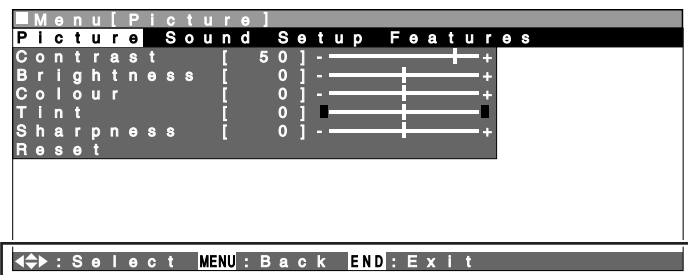 Menu[Picture]
Picture Sound Setup Features
Contrast [ 50] - +
Brightness [ 0] - +
Colour [ 0] - +
Tint [ 0]
Sharpness [ 0] - +
Reset
:Select MENU:Back END:Exit